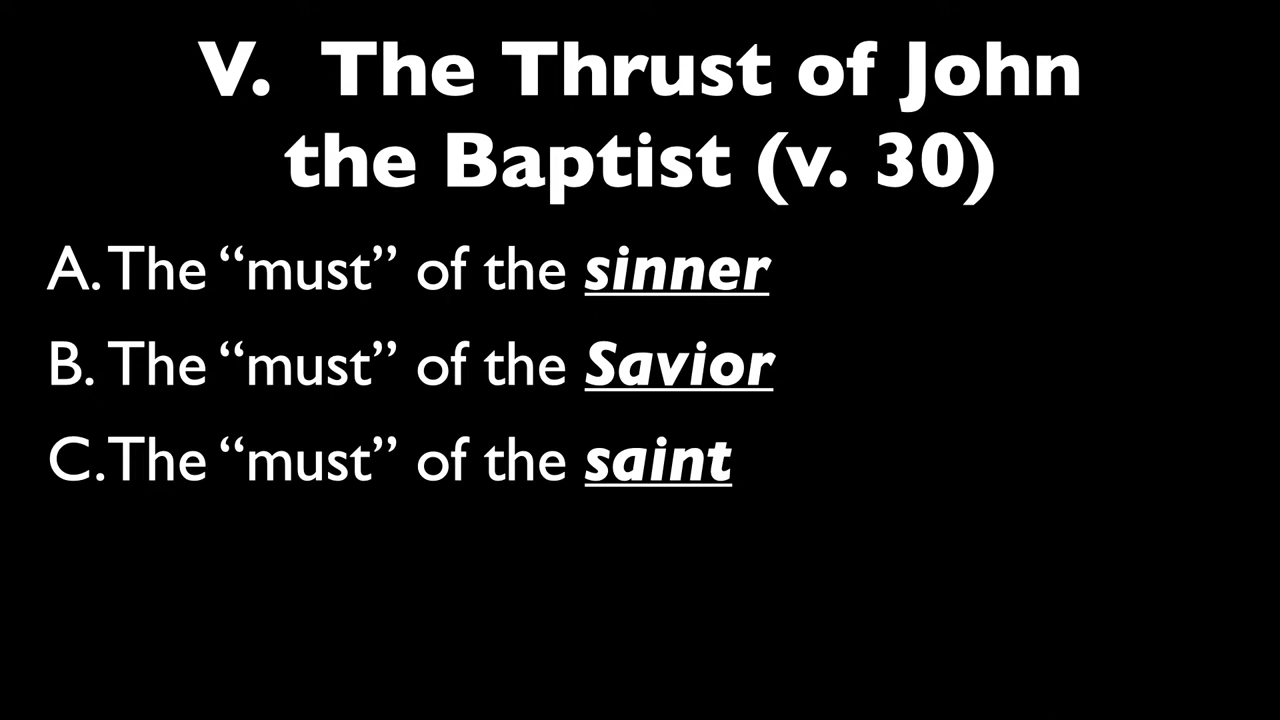 V. The Thrust of John
the Baptist (v. 30)
A. The “must” of the sinner
B. The “must” of the Savior
C. The “must” of the saint